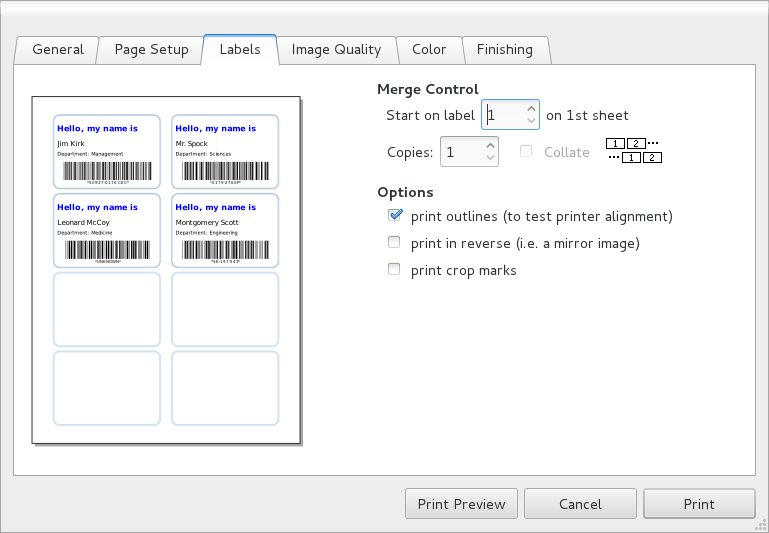 General Page Setup Labels Image Quality Color Finishing
Hello, my name is
Jim Kirk
Department: Management
Hello, my name is
Mr. Spock
Department: Sciences
Hello, my name is
Leonard McCoy
Department: Medicine
*UNKNOWN*
Hello, my name is
Montgomery Scott
Department: Engineering
Merge Control
Start on label 1 on 1st sheet
Copies: 1 Collate
1 2 ...
... 1 2
Options
print outlines (to test printer alignment)
print in reverse (i.e. a mirror image)
print crop marks
Print Preview Cancel Print